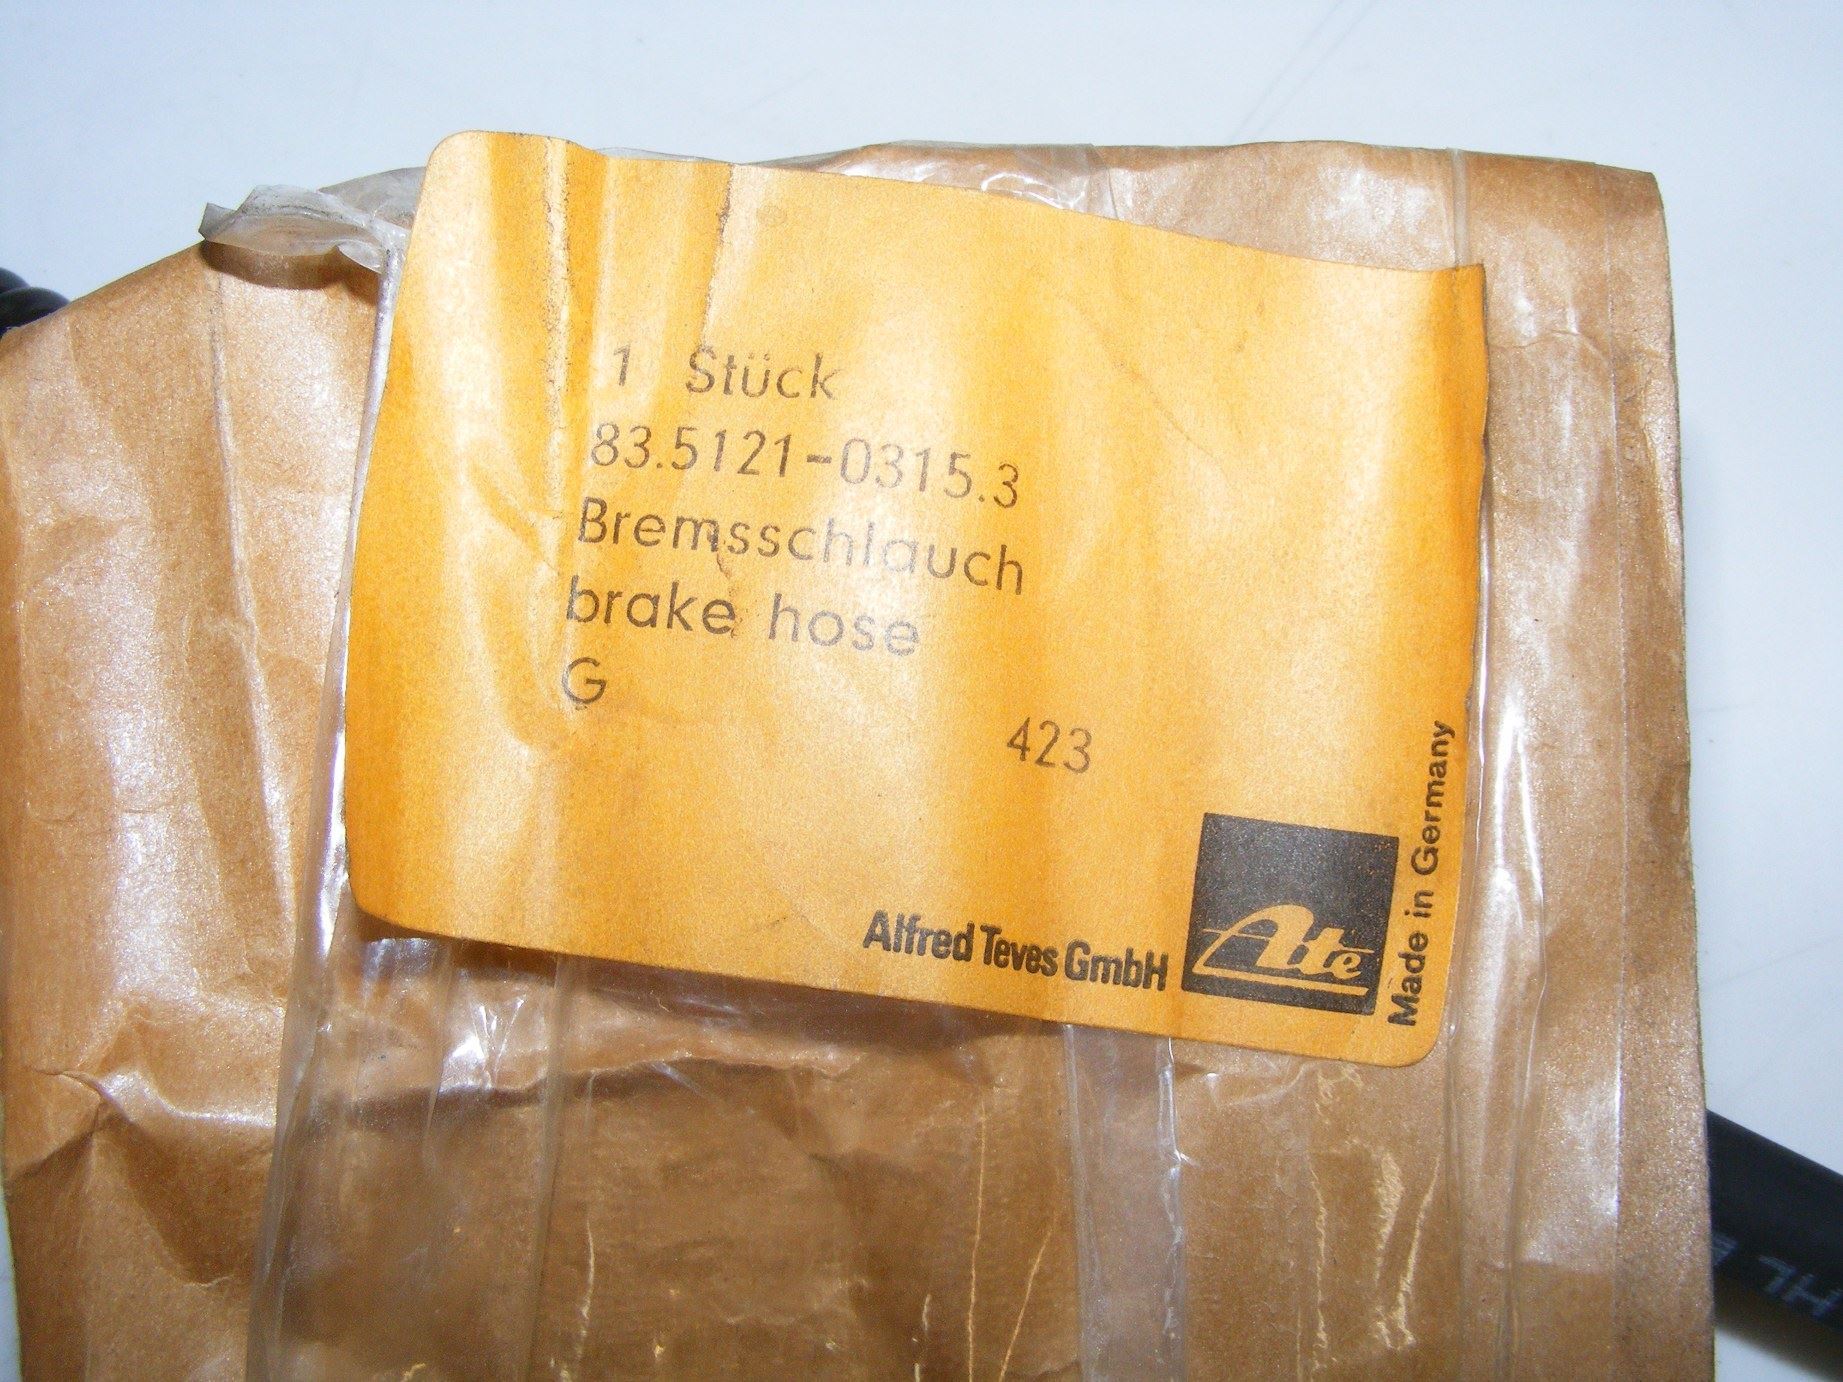 1 Stück
83.5121-0315.3
Bremsschlauch
brake hose
G
423
Alfred Teves GmbH
Ate
Made in Germany